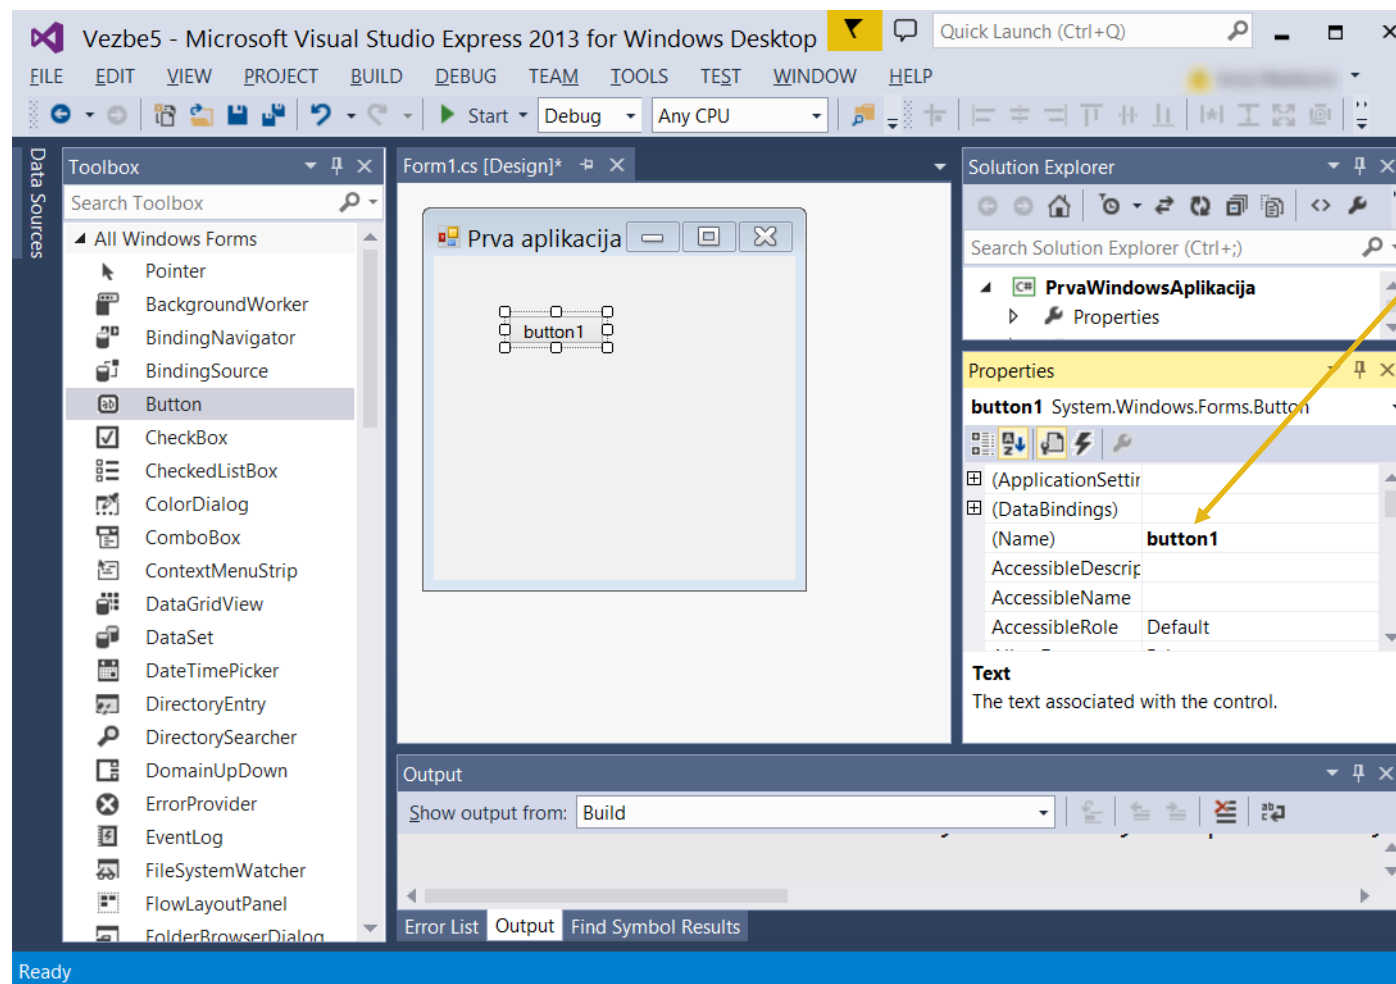 Vezbe5 - Microsoft Visual Studio Express 2013 for Windows Desktop
Quick Launch (Ctrl+Q)
FILE EDIT VIEW PROJECT BUILD DEBUG TEAM TOOLS TEST WINDOW HELP
Start Debug Any CPU
Data Sources
Toolbox
Search Toolbox
All Windows Forms
Pointer
BackgroundWorker
BindingNavigator
BindingSource
Button
CheckBox
CheckedListBox
ColorDialog
ComboBox
ContextMenuStrip
DataGridView
DataSet
DateTimePicker
DirectoryEntry
DirectorySearcher
DomainUpDown
ErrorProvider
EventLog
FileSystemWatcher
FlowLayoutPanel
FolderBrowserDialog
Form1.cs [Design]*
Prva aplikacija
button1
Solution Explorer
Search Solution Explorer (Ctrl+;)
C# PrvaWindowsAplikacija
Properties
Properties
button1 System.Windows.Forms.Button
(ApplicationSettir
(DataBindings)
(Name) button1
AccessibleDescrip
AccessibleName
AccessibleRole Default
Text
The text associated with the control.
Output
Show output from: Build
Error List Output Find Symbol Results
Ready